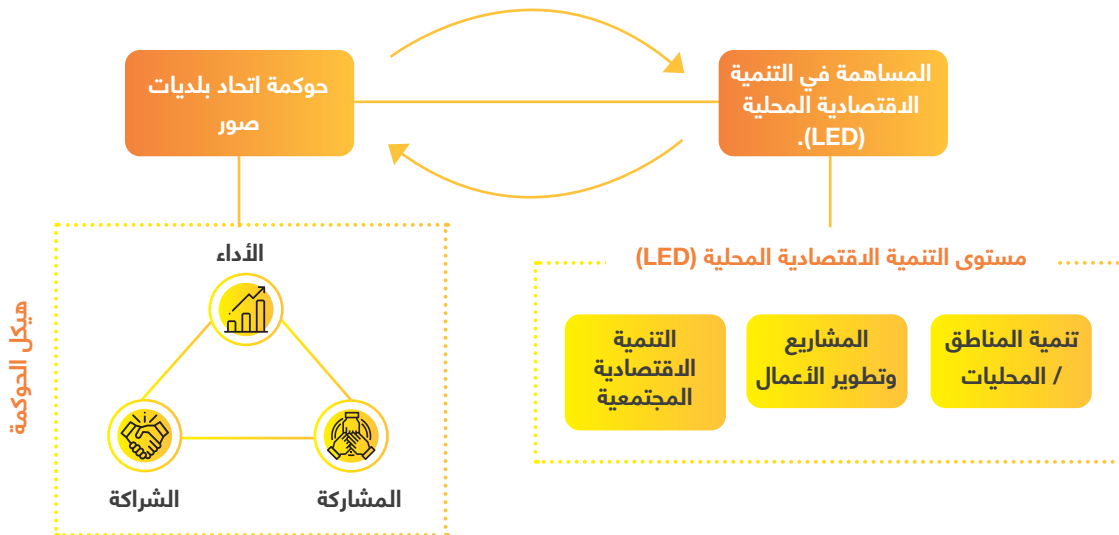 المساهمة في التنمية
الاقتصادية المحلية
(LED).
حوكمة اتحاد بلديات
صور
مستوى التنمية الاقتصادية المحلية (LED)
تنمية المناطق
/ المحليات
المشاريع
وتطوير الأعمال
التنمية
الاقتصادية
المجتمعية
هيكل الحوكمة
الأداء
المشاركة
الشراكة